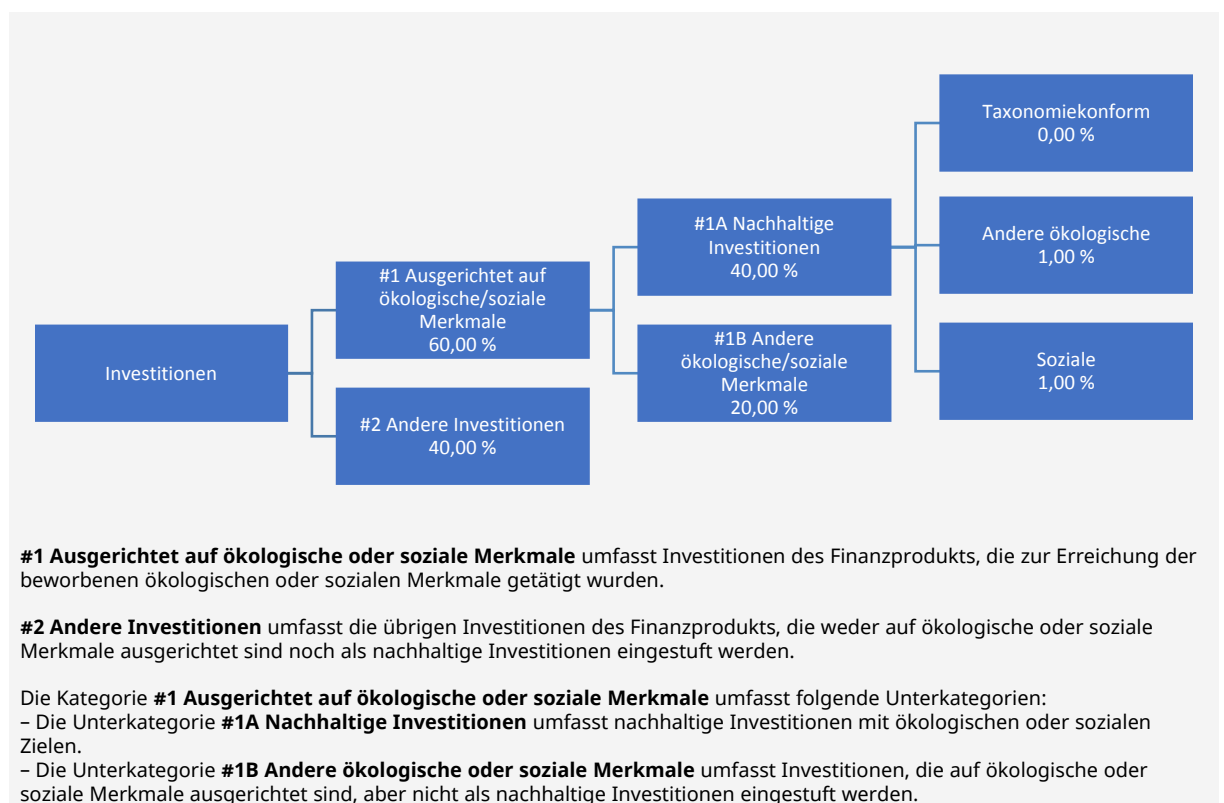 Investitionen
#1 Ausgerichtet auf
ökologische/soziale
Merkmale
60,00 %
#2 Andere Investitionen
40,00 %
#1A Nachhaltige
Investitionen
40,00 %
#1B Andere
ökologische/soziale
Merkmale
20,00 %
Taxonomiekonform
0,00 %
Andere ökologische
1,00 %
Soziale
1,00 %
#1 Ausgerichtet auf ökologische oder soziale Merkmale umfasst Investitionen des Finanzprodukts, die zur Erreichung der
beworbenen ökologischen oder sozialen Merkmale getätigt wurden.
#2 Andere Investitionen umfasst die übrigen Investitionen des Finanzprodukts, die weder auf ökologische oder soziale
Merkmale ausgerichtet sind noch als nachhaltige Investitionen eingestuft werden.
Die Kategorie #1 Ausgerichtet auf ökologische oder soziale Merkmale umfasst folgende Unterkategorien:
– Die Unterkategorie #1A Nachhaltige Investitionen umfasst nachhaltige Investitionen mit ökologischen oder sozialen
Zielen.
– Die Unterkategorie #1B Andere ökologische oder soziale Merkmale umfasst Investitionen, die auf ökologische oder
soziale Merkmale ausgerichtet sind, aber nicht als nachhaltige Investitionen eingestuft werden.